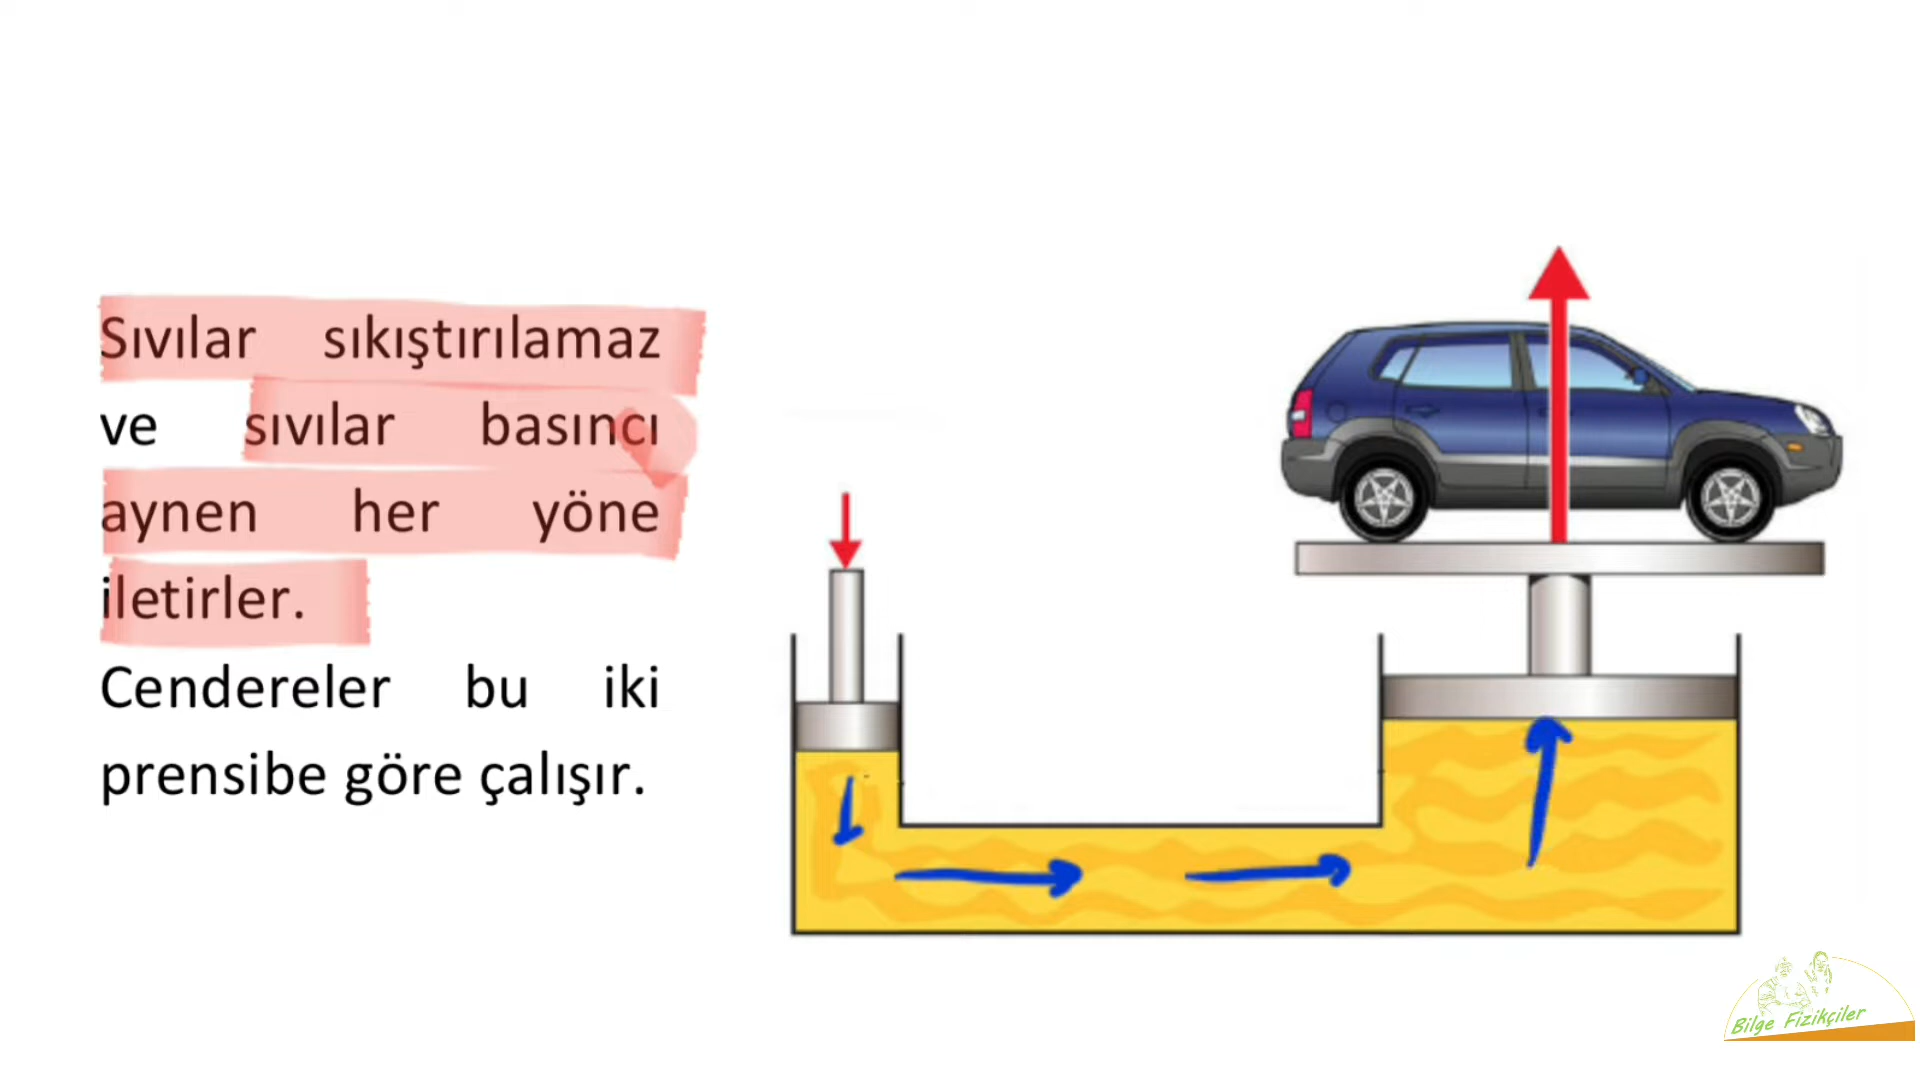 Sıvılar sıkıştırılamaz
ve sıvılar basıncı
aynen her yöne
iletirler.
Cendereler bu iki
prensibe göre çalışır.
Bilge Fizikçiler